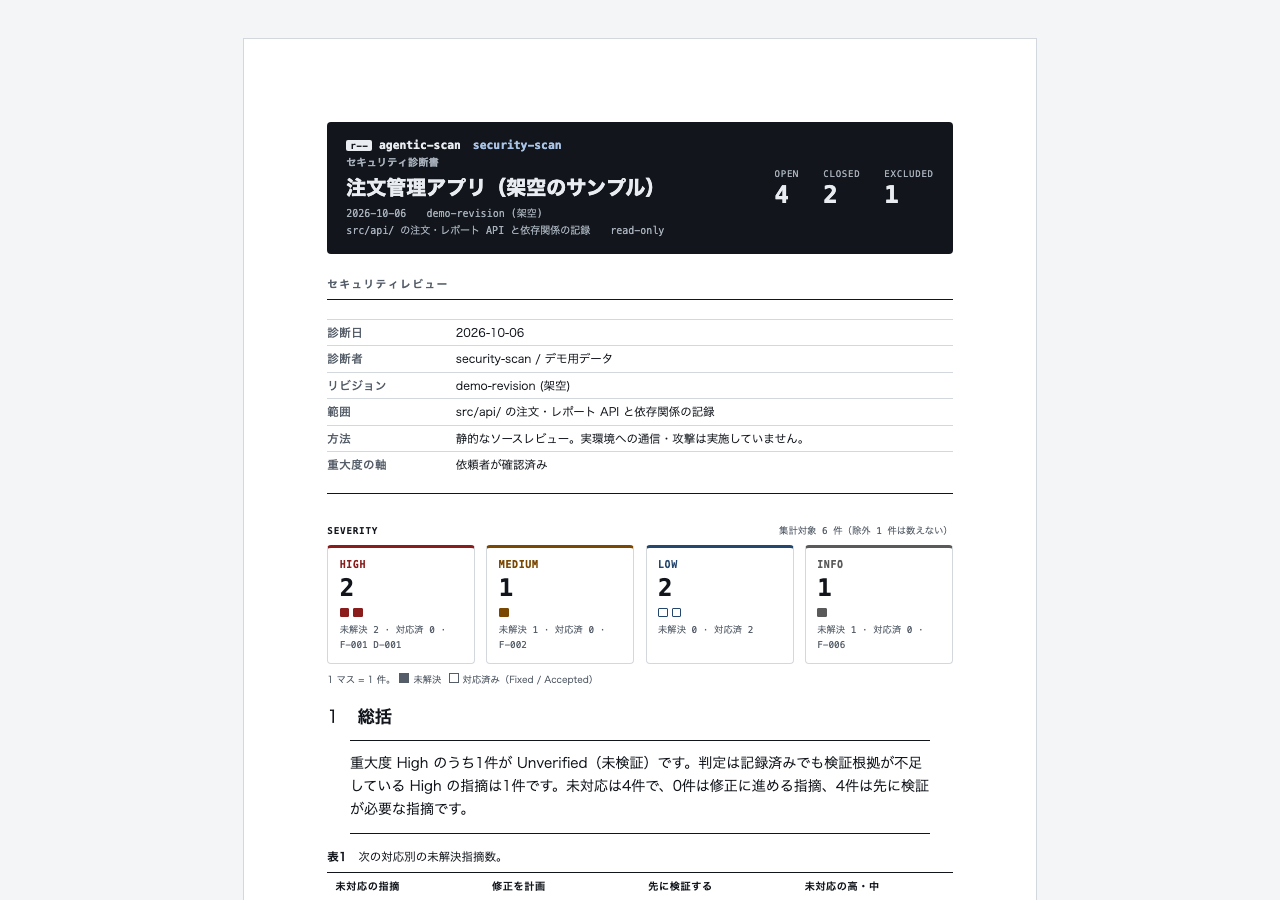 r-- agentic-scan security-scan
セキュリティ診断書
注文管理アプリ（架空のサンプル）
2026-10-06 demo-revision (架空)
src/api/ の注文・レポート API と依存関係の記録 read-only
OPEN CLOSED EXCLUDED
4 2 1
セキュリティレビュー
診断日 2026-10-06
診断者 security-scan / デモ用データ
リビジョン demo-revision (架空)
範囲 src/api/ の注文・レポート API と依存関係の記録
方法 静的なソースレビュー。実環境への通信・攻撃は実施していません。
重大度の軸 依頼者が確認済み
SEVERITY 集計対象 6 件（除外 1 件は数えない）
HIGH
2
未解決 2 · 対応済 0 ·
F-001 D-001
MEDIUM
1
未解決 1 · 対応済 0 ·
F-002
LOW
2
未解決 0 · 対応済 2
INFO
1
未解決 1 · 対応済 0 ·
F-006
1 マス = 1 件。 未解決 対応済み（Fixed / Accepted）
1 総括
重大度 High のうち1件が Unverified（未検証）です。判定は記録済みでも検証根拠が不足
している High の指摘は1件です。未対応は4件で、0件は修正に進める指摘、4件は先に検証
が必要な指摘です。
表1 次の対応別の未解決指摘数。
未対応の指摘 修正を計画 先に検証する 未対応の高・中